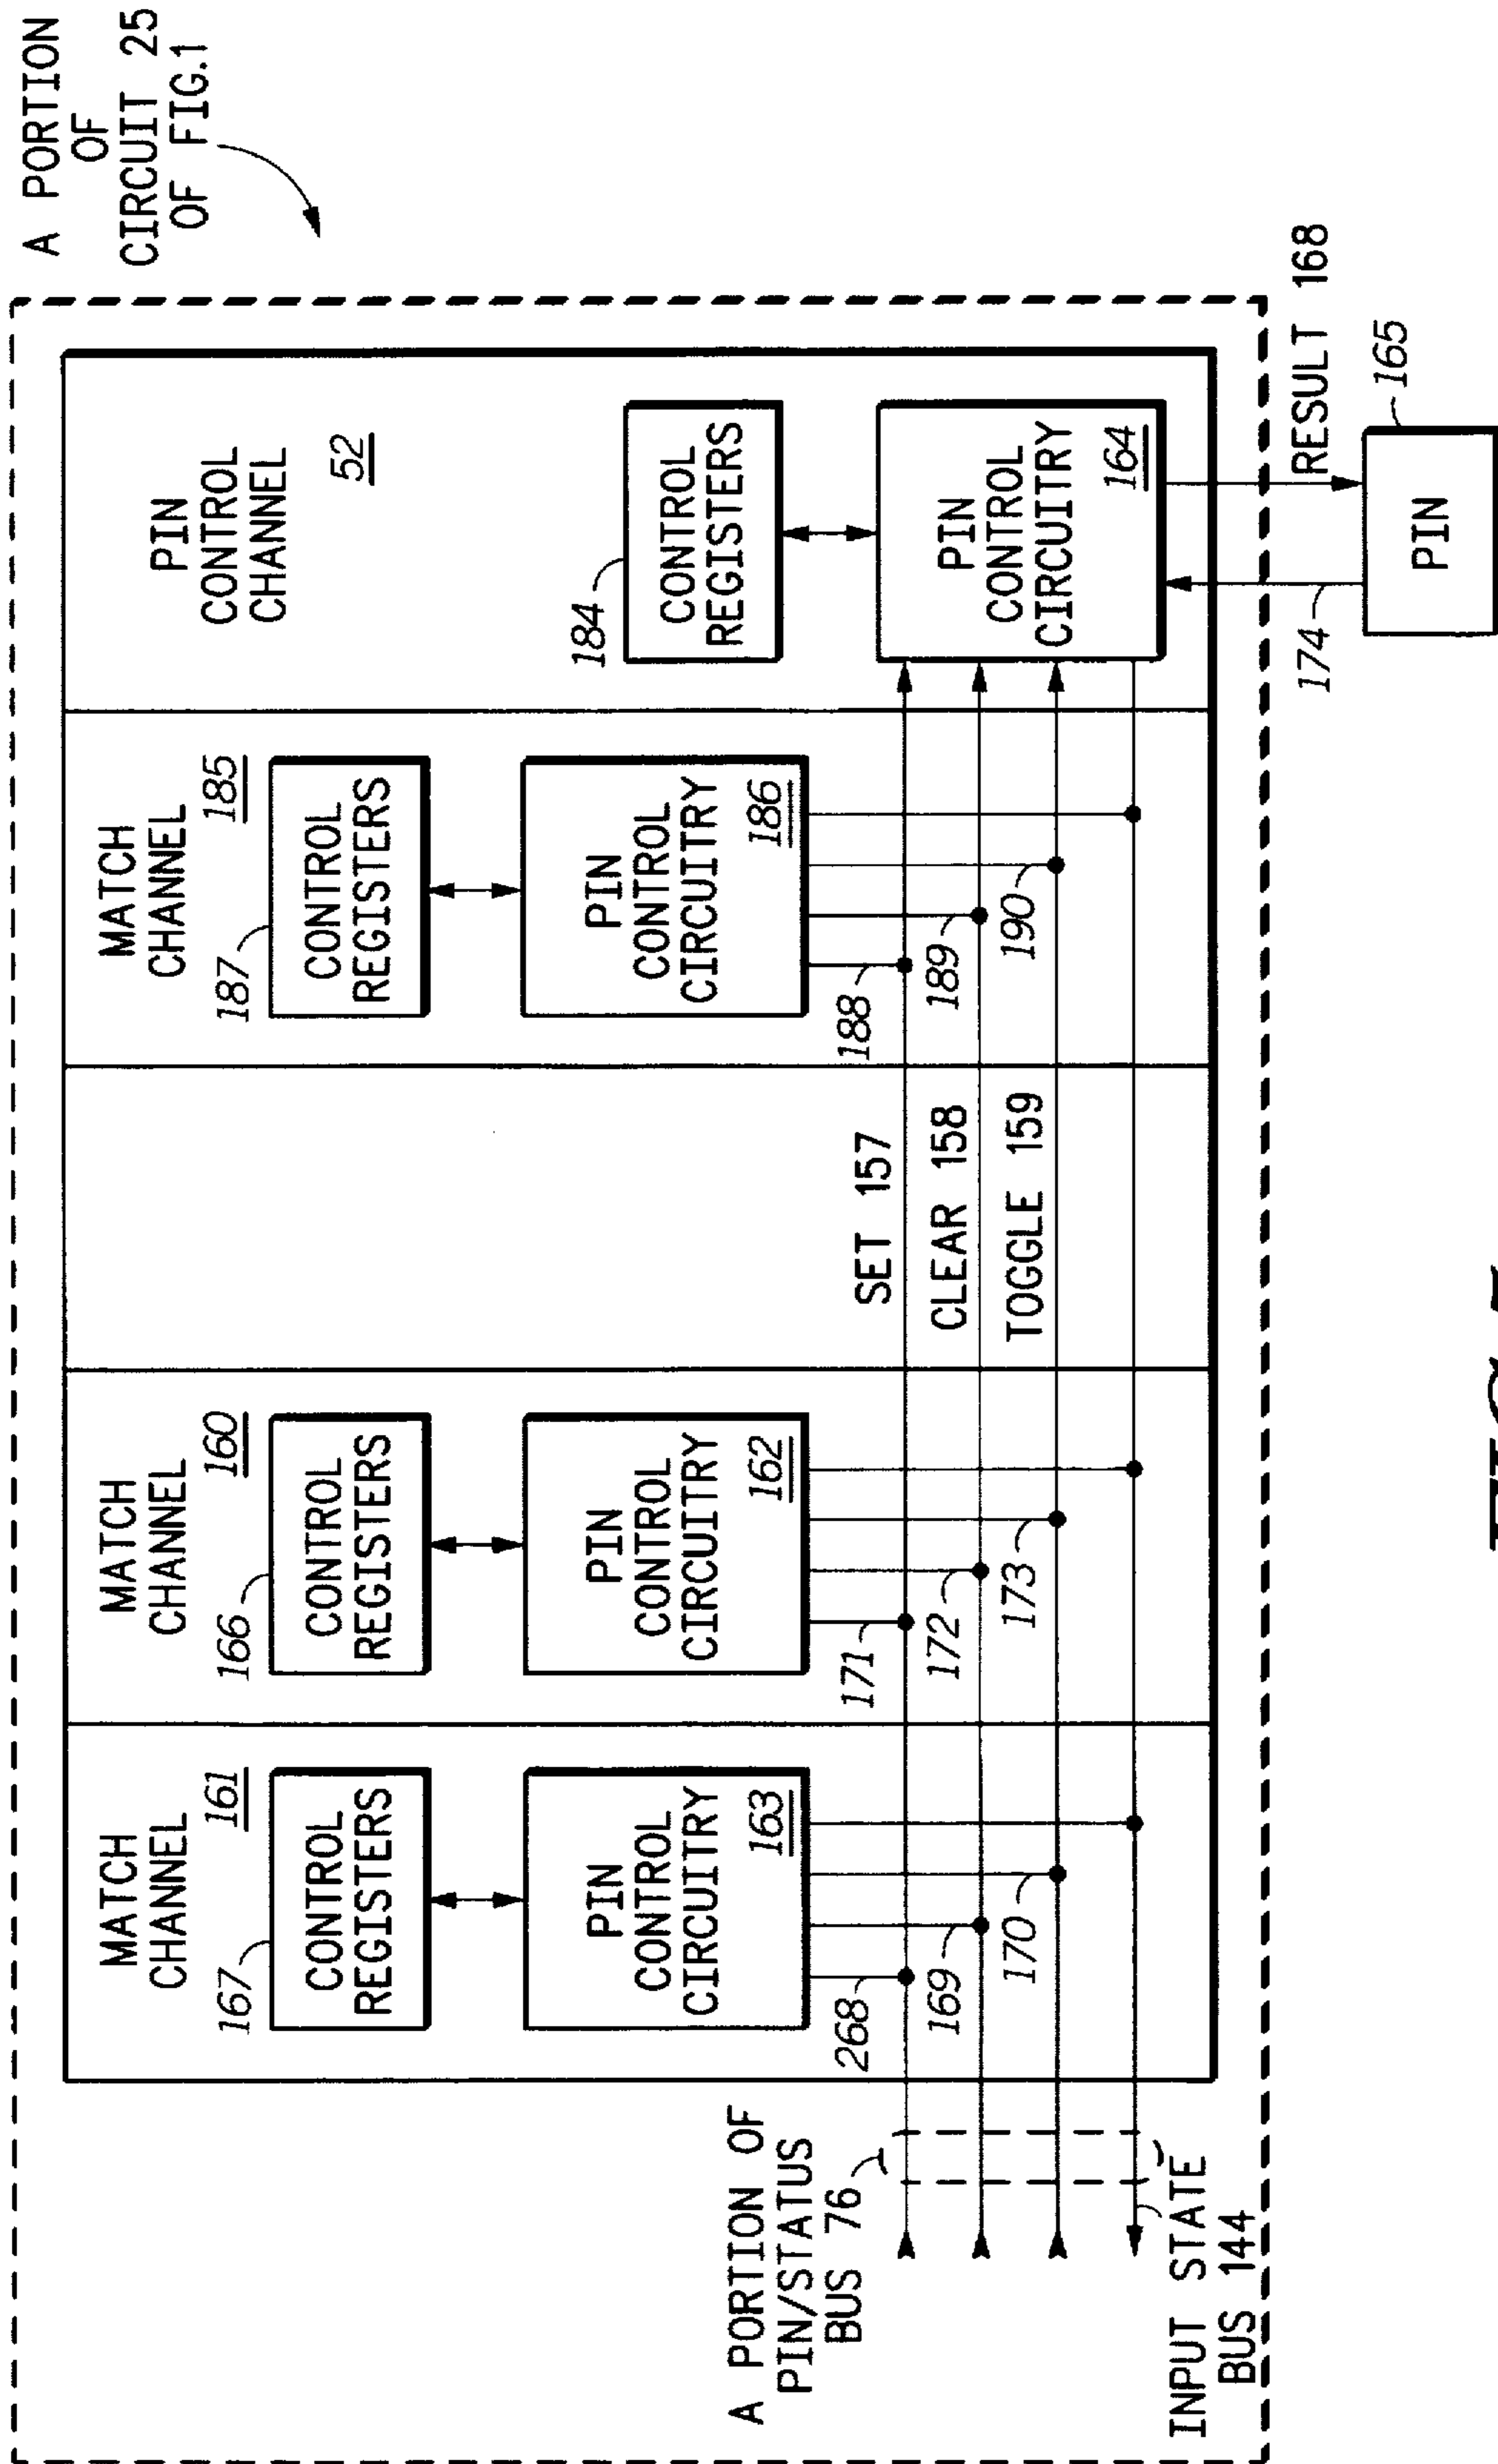 A PORTION
OF
CIRCUIT 25
OF FIG.1
MATCH
CHANNEL
161
167
CONTROL
REGISTERS
PIN
CONTROL
CIRCUITRY
163
268
169
170
MATCH
CHANNEL
160
166
CONTROL
REGISTERS
PIN
CONTROL
CIRCUITRY
162
171
172
173
SET 157
CLEAR 158
TOGGLE 159
MATCH
CHANNEL
185
187
CONTROL
REGISTERS
PIN
CONTROL
CIRCUITRY
186
188
189
190
PIN
CONTROL
CHANNEL
52
184
CONTROL
REGISTERS
PIN
CONTROL
CIRCUITRY
164
A PORTION OF
PIN/STATUS
BUS 76
INPUT STATE
BUS 144
174
RESULT 168
165
PIN